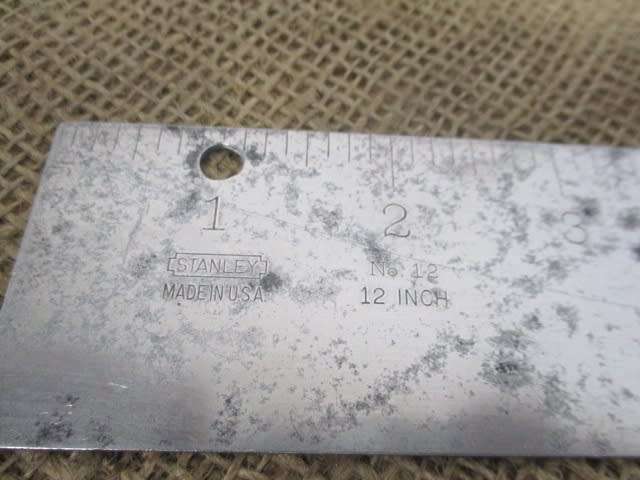 1 2 3
STANLEY No 12
MADE IN U.S.A. 12 INCH